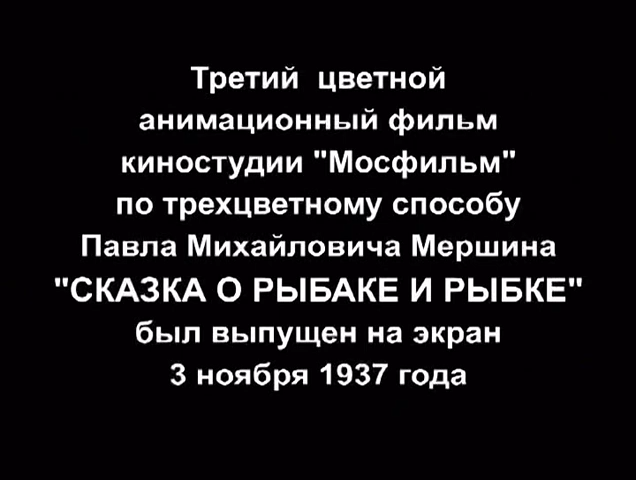 Третий цветной
анимационный фильм
киностудии "Мосфильм"
по трехцветному способу
Павла Михайловича Мершина
"СКАЗКА О РЫБАКЕ И РЫБКЕ"
был выпущен на экран
3 ноября 1937 года